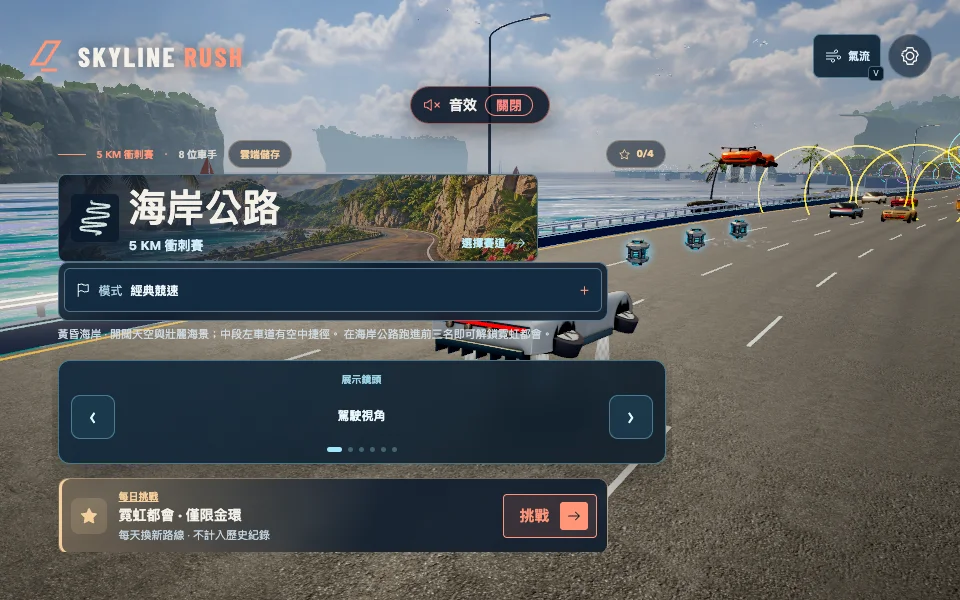 SKYLINE RUSH
氣流
V
音效 關閉
5 KM 衝刺賽 · 8 位車手 雲端儲存
0/4
海岸公路
5 KM 衝刺賽
選擇賽道 →
模式 經典競速 +
黃昏海岸 · 開闊天空與壯麗海景；中段左車道有空中捷徑。 在海岸公路跑進前三名即可解鎖霓虹都會。
展示鏡頭
‹ 駕駛視角 ›
每日挑戰
霓虹都會 · 僅限金環
每天換新路線 · 不計入歷史紀錄
挑戰 →